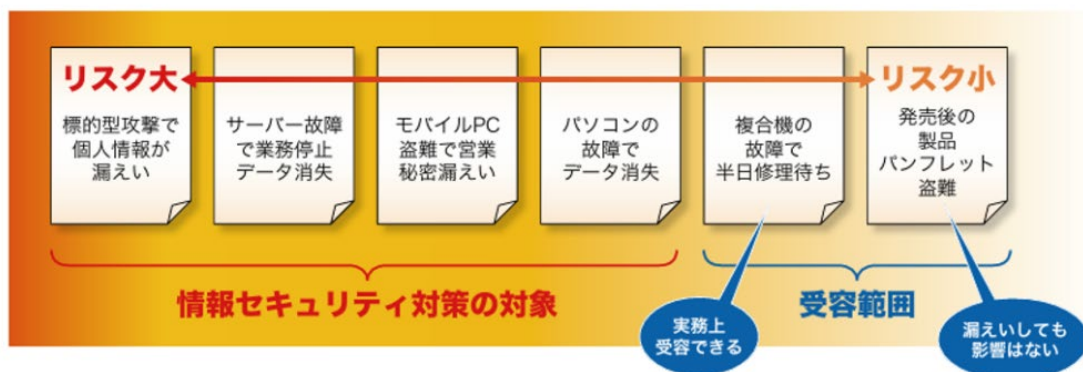 リスク大
標的型攻撃で
個人情報が
漏えい
サーバー故障
で業務停止
データ消失
モバイルPC
盗難で営業
秘密漏えい
パソコンの
故障で
データ消失
複合機の
故障で
半日修理待ち
リスク小
発売後の
製品
パンフレット
盗難
情報セキュリティ対策の対象
受容範囲
実務上
受容できる
漏えいしても
影響はない